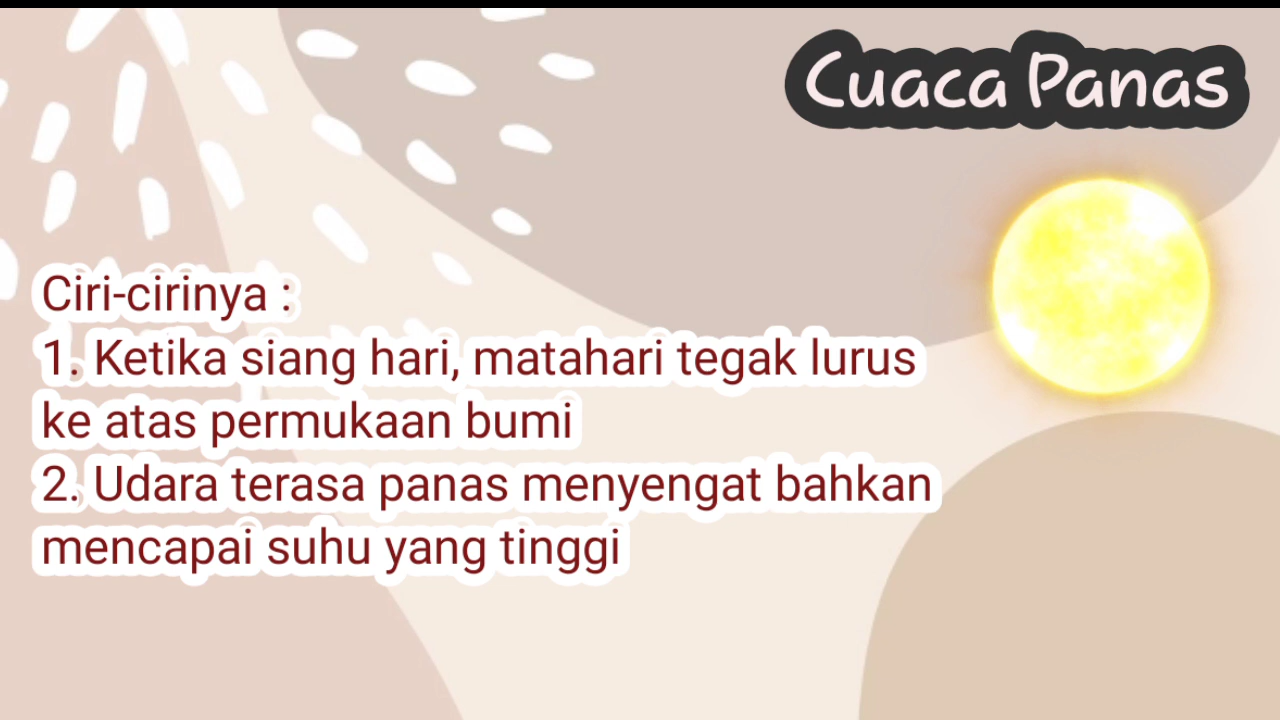 Cuaca Panas
Ciri-cirinya :
1. Ketika siang hari, matahari tegak lurus
ke atas permukaan bumi
2. Udara terasa panas menyengat bahkan
mencapai suhu yang tinggi